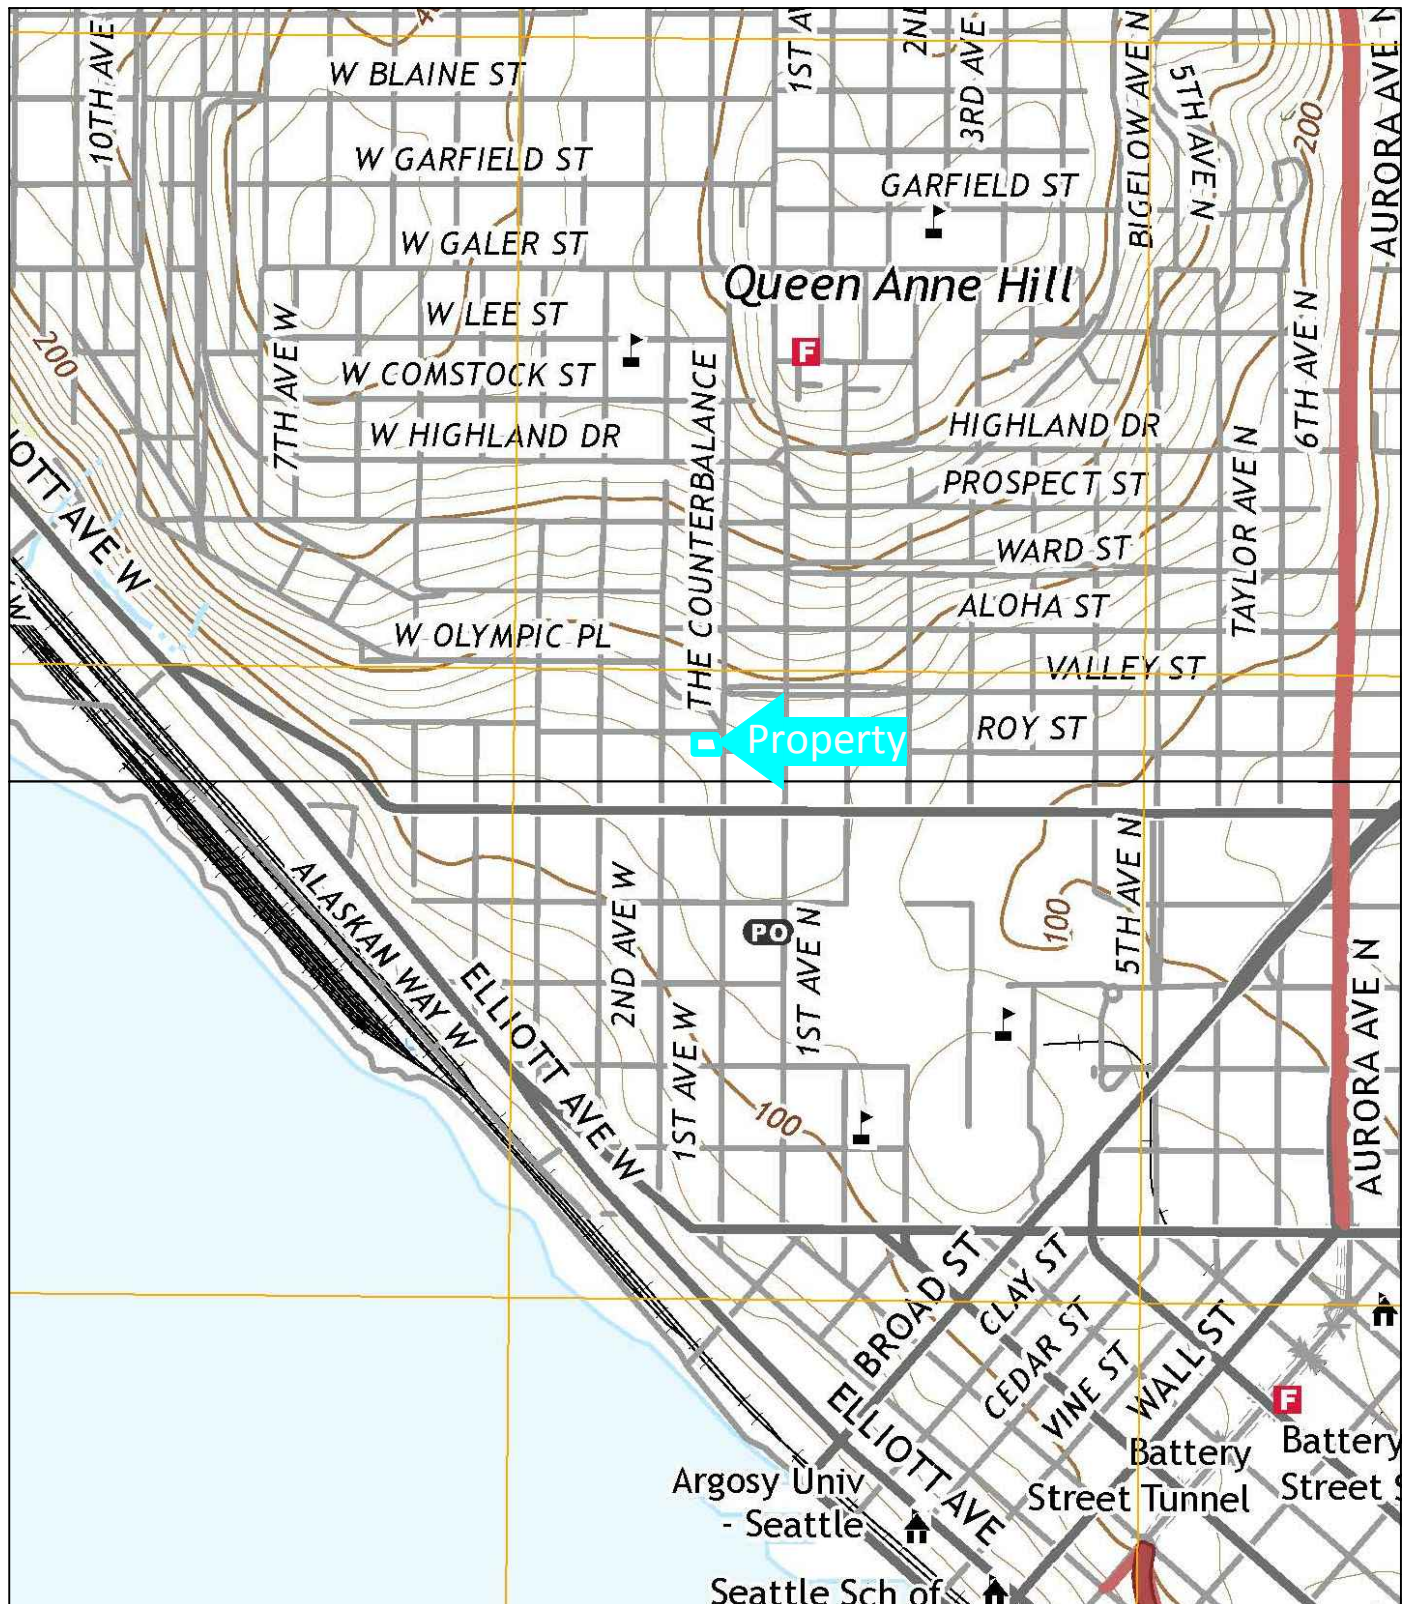 10TH AVE
40
1ST AV
2ND
3RD AVE
BIGELOW AVE N
5TH AVE N
200
AURORA AVE N
W BLAINE ST
W GARFIELD ST
GARFIELD ST
W GALER ST
Queen Anne Hill
W LEE ST
200
7TH AVE W
F
6TH AVE N
W COMSTOCK ST
THE COUNTERBALANCE
W HIGHLAND DR
HIGHLAND DR
TAYLOR AVE N
PROSPECT ST
IOTT AVE W
WARD ST
W
ALOHA ST
W OLYMPIC PL
VALLEY ST
ROY ST
Property
ALASKAN WAY W
2ND AVE W
PO
1ST AVE N
100
5TH AVE N
AURORA AVE N
ELLIOTT AVE W
1ST AVE W
100
BROAD ST
CLAY ST
CEDAR ST
VINE ST
WALL ST
ELLIOTT AVE
F
Battery
Street Tunnel
Battery
Street S
Argosy Univ
- Seattle
Seattle Sch of